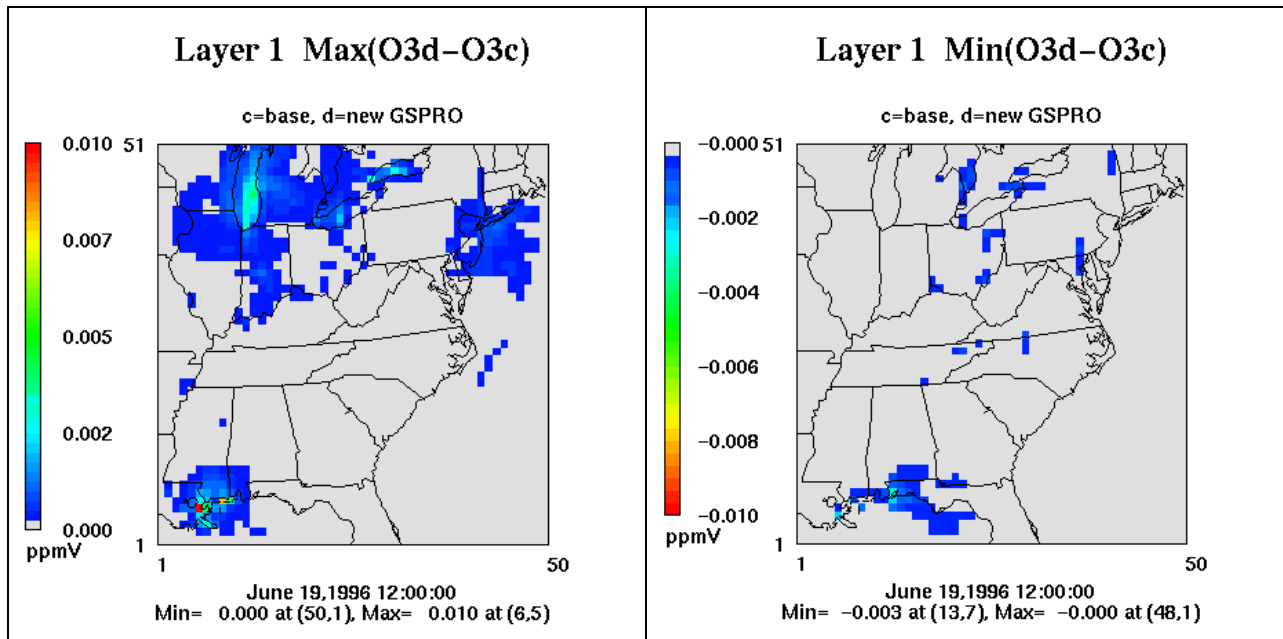 Layer 1 Max(O3d−O3c)
c=base, d=new GSPRO
0.010
0.007
0.005
0.002
0.000
ppmV
51
1
1
50
June 19,1996 12:00:00
Min= 0.000 at (50,1), Max= 0.010 at (6,5)
Layer 1 Min(O3d−O3c)
c=base, d=new GSPRO
−0.000
−0.002
−0.004
−0.006
−0.008
−0.010
ppmV
51
1
1
50
June 19,1996 12:00:00
Min= −0.003 at (13,7), Max= −0.000 at (48,1)